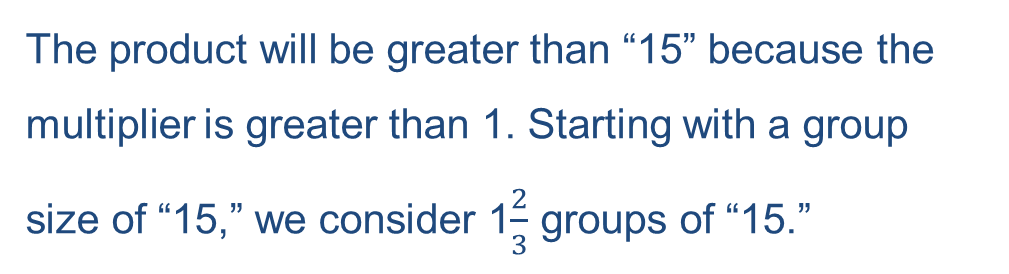 The product will be greater than “15” because the
multiplier is greater than 1. Starting with a group
size of “15,” we consider 1 2/3 groups of “15.”